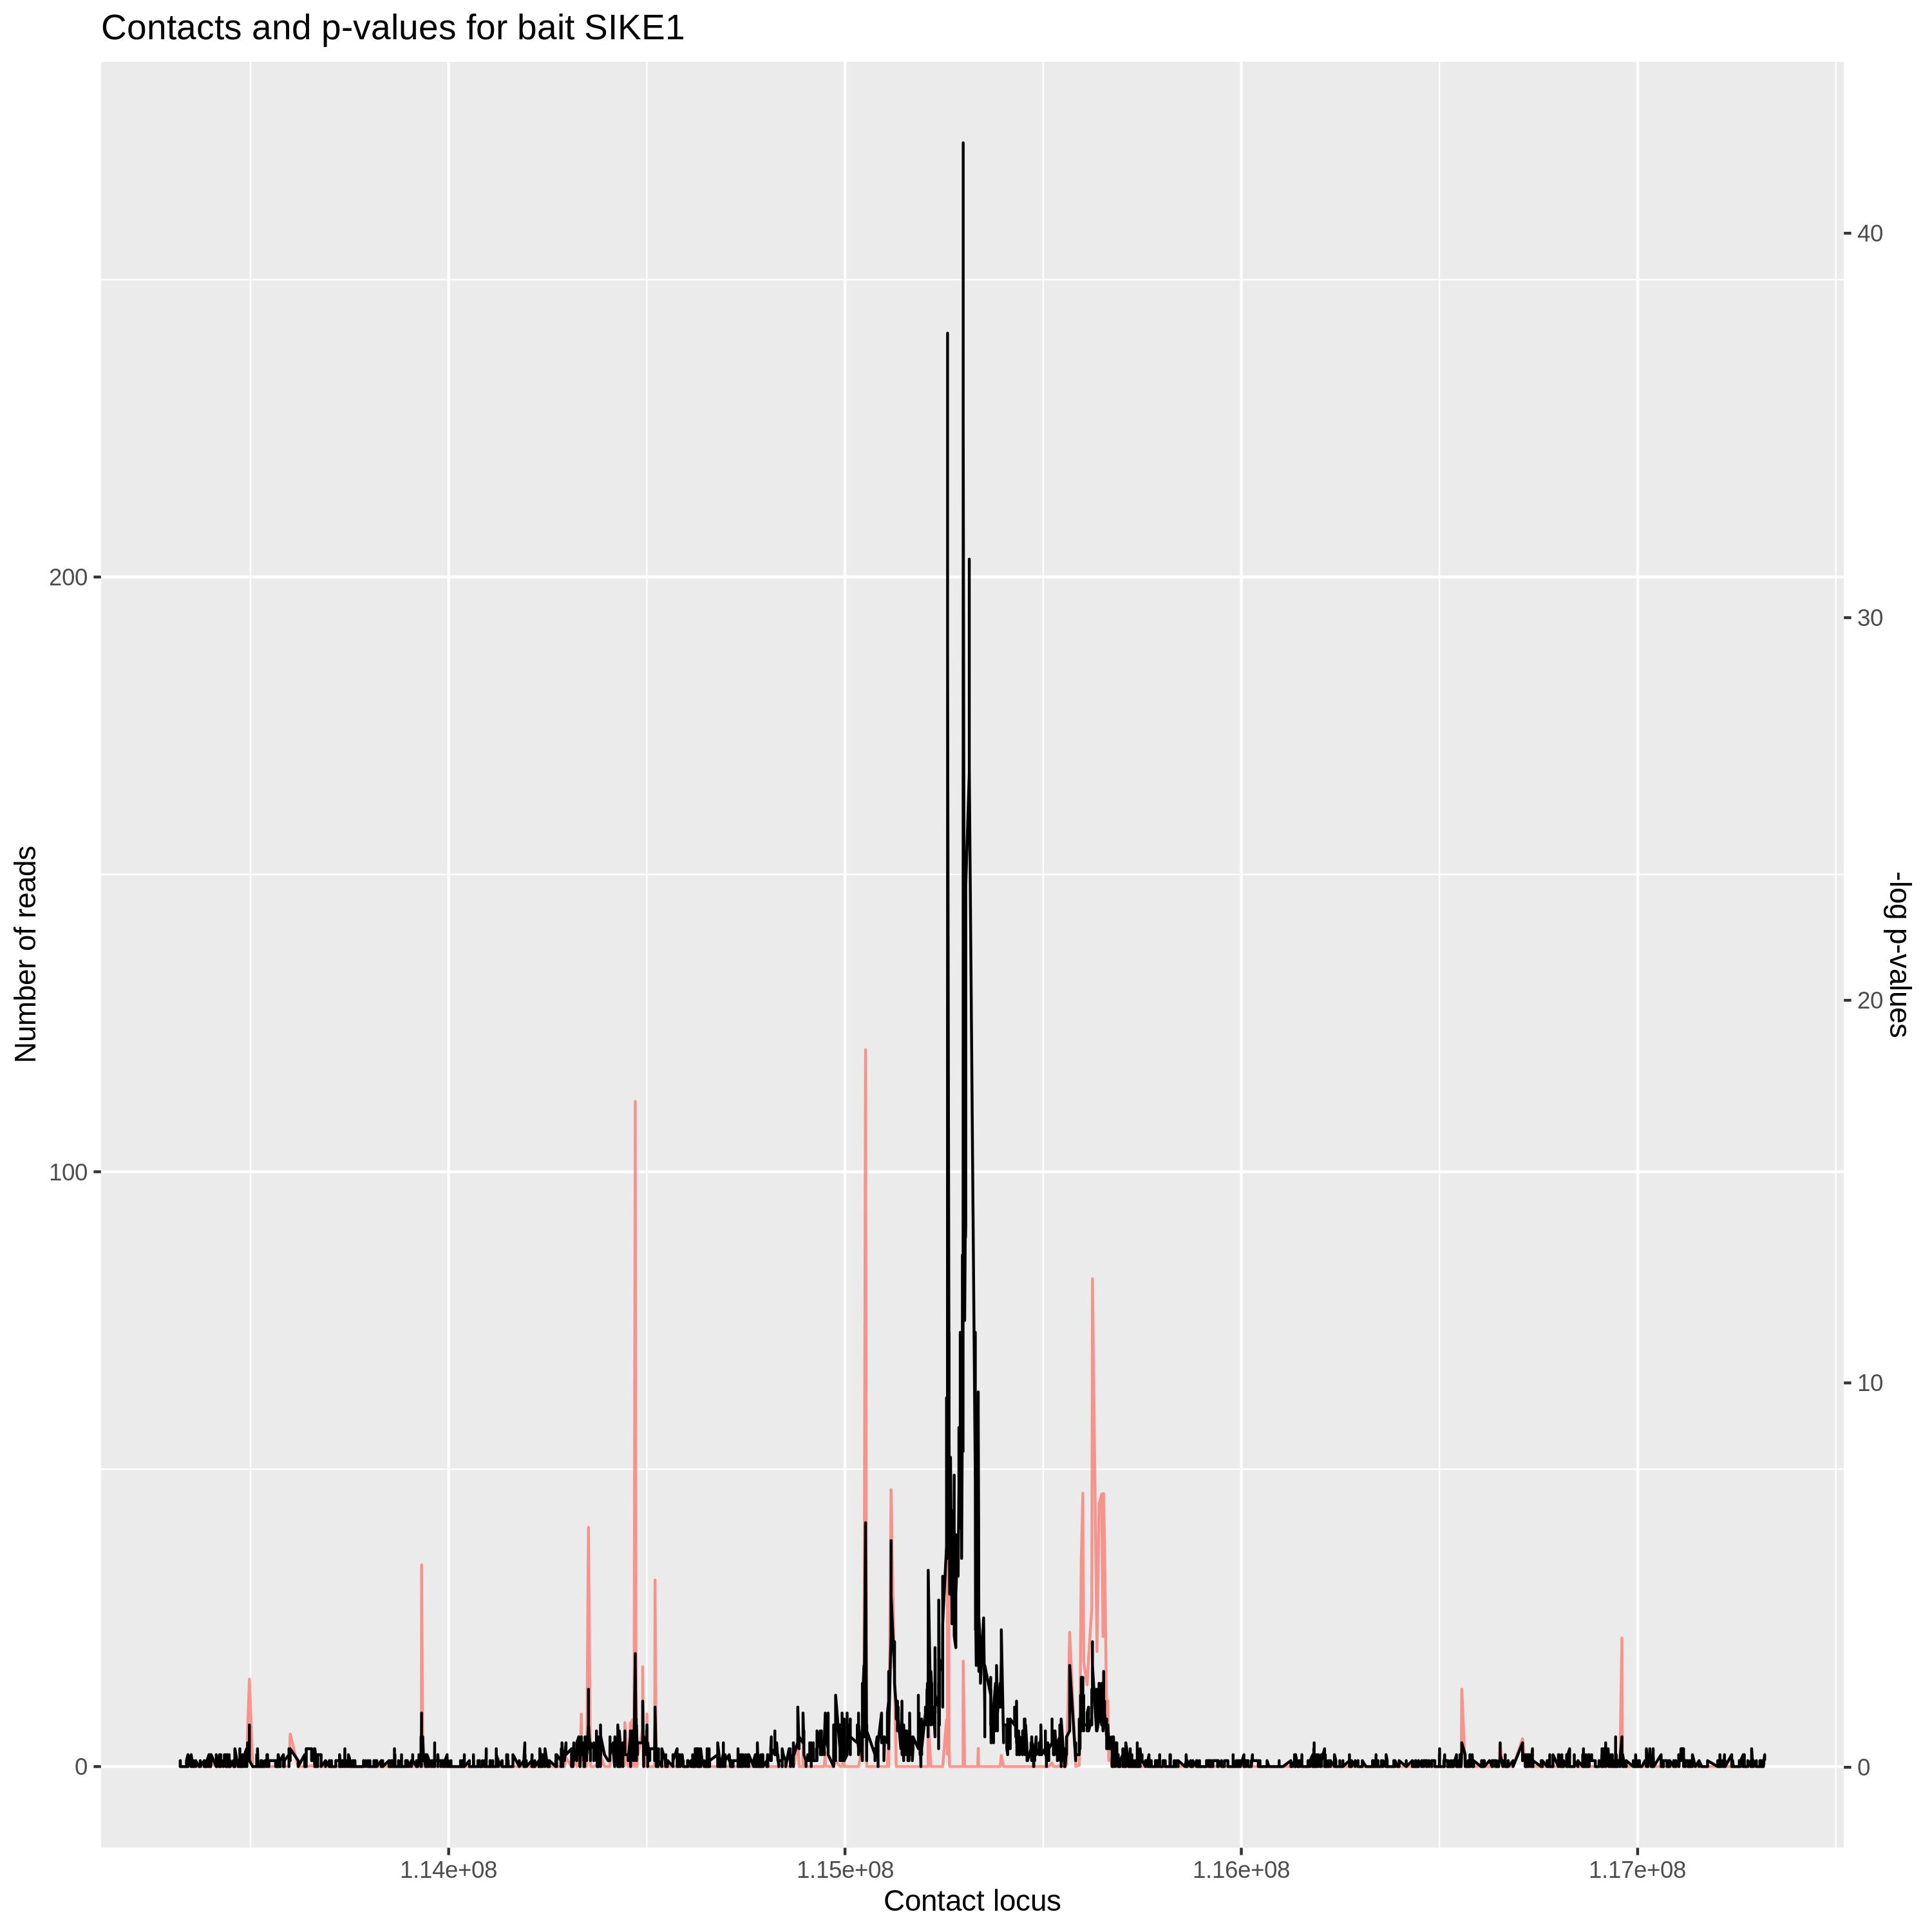 Contacts and p-values for bait SIKE1
Number of reads
200
100
0
40
30
20
10
0
-log p-values
1.14e+08
1.15e+08
1.16e+08
1.17e+08
Contact locus